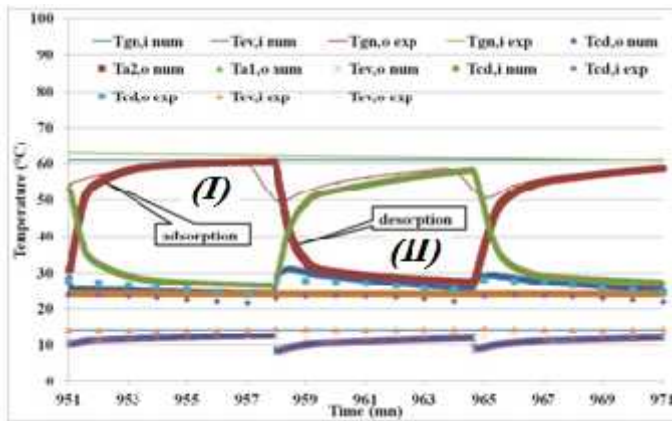 100
90
80
70
60
50
40
30
20
10
0
Temperature (°C)
Tgn,i num Tev,i num Tgn,o exp Tgn,i exp Tcd,o num
Ta2,o num Ta1,o num Tev,o num Tcd,i num Tcd,i exp
Tcd,o exp Tev,i exp Tev,o exp
(I)
adsorption
desorption
(II)
951 953 955 957 959 961 963 965 967 969 971
Time (mn)